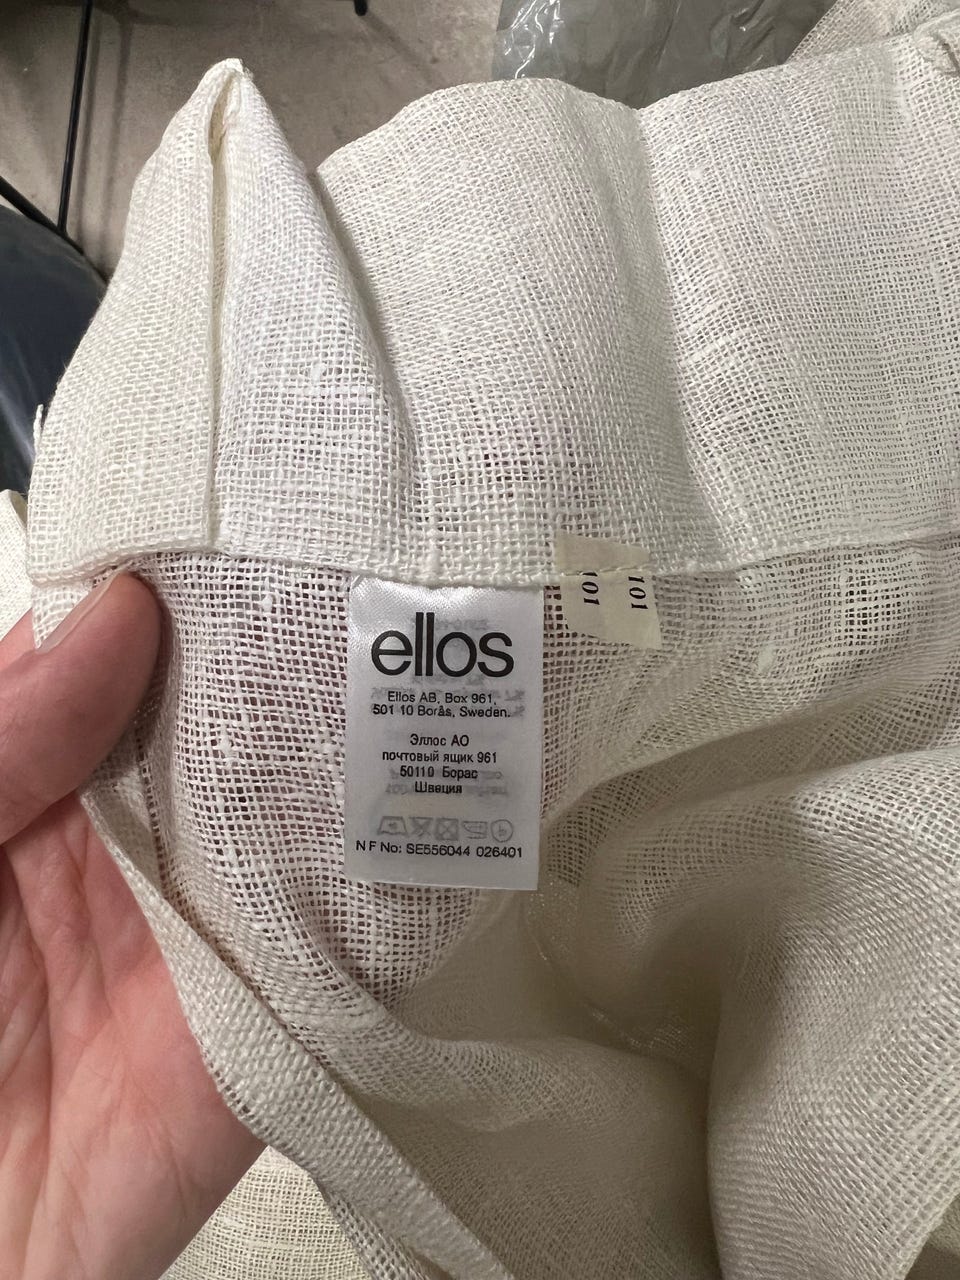 ellos
Ellos AB, Box 961,
501 10 Borås, Sweden.
Эллос АО
почтовый ящик 961
50110 Борас
Швеция
N F No: SE556044 026401
101
101